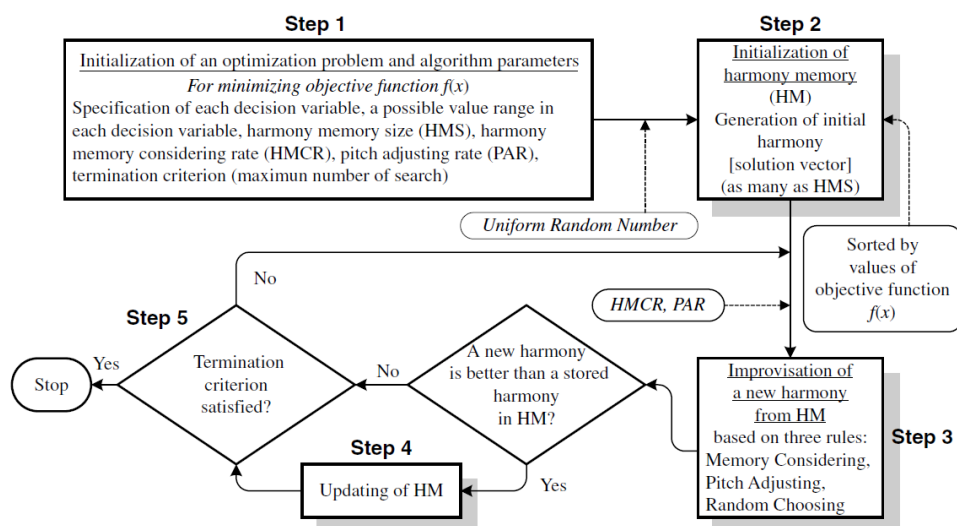 Step 1
Initialization of an optimization problem and algorithm parameters
For minimizing objective function f(x)
Specification of each decision variable, a possible value range in
each decision variable, harmony memory size (HMS), harmony
memory considering rate (HMCR), pitch adjusting rate (PAR),
termination criterion (maximun number of search)
Step 2
Initialization of
harmony memory
(HM)
Generation of initial
harmony
[solution vector]
(as many as HMS)
Uniform Random Number
Sorted by
values of
objective function
f(x)
HMCR, PAR
Step 3
Improvisation of
a new harmony
from HM
based on three rules:
Memory Considering,
Pitch Adjusting,
Random Choosing
A new harmony
is better than a stored
harmony
in HM?
No
Yes
Step 4
Updating of HM
Step 5
Termination
criterion
satisfied?
No
Yes
Stop